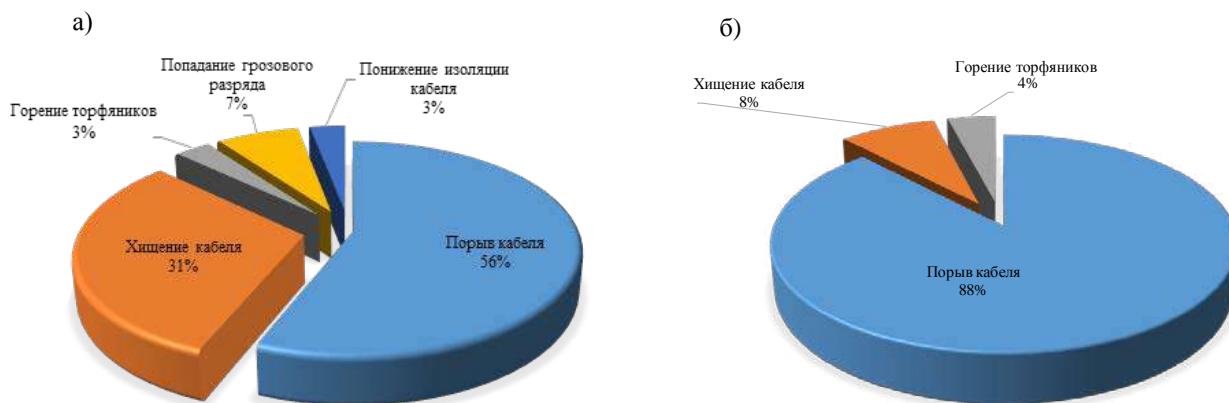 а)
Попадание грозового
разряда
7%
Понижение изоляции
кабеля
3%
Горение торфяников
3%
Хищение кабеля
31%
Порыв кабеля
56%
б)
Хищение кабеля
8%
Горение торфяников
4%
Порыв кабеля
88%